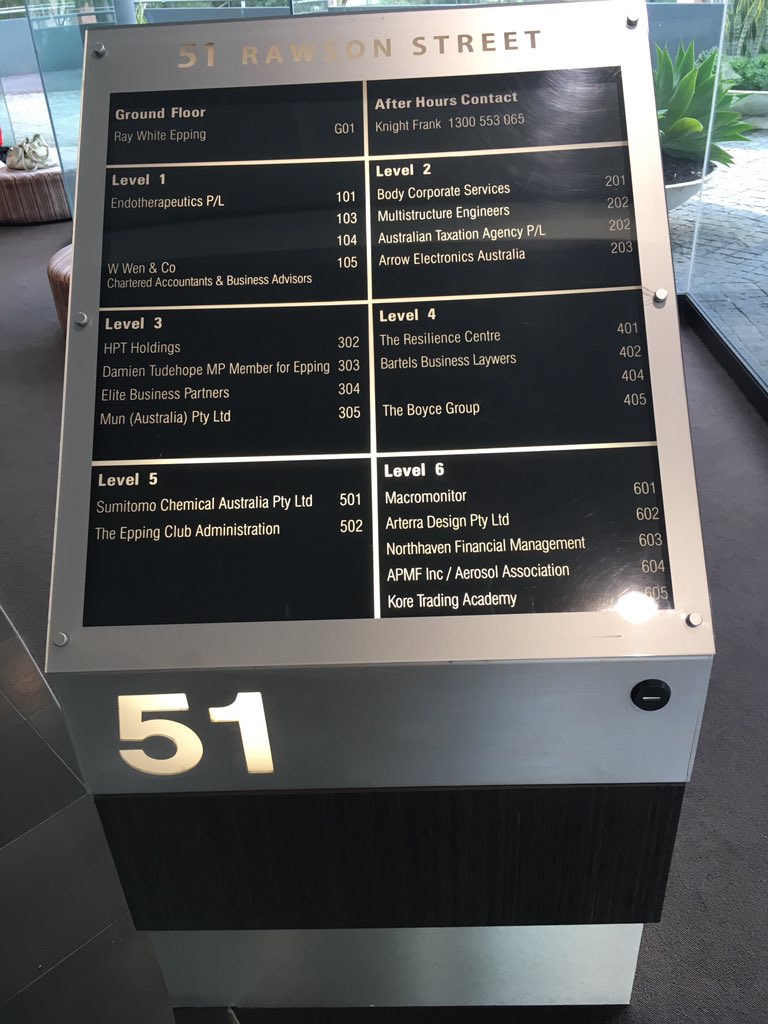 51 RAWSON STREET
Ground Floor
Ray White Epping G01
After Hours Contact
Knight Frank 1300 553 065
Level 1
Endotherapeutics P/L 101
103
104
W Wen & Co 105
Chartered Accountants & Business Advisors
Level 2
Body Corporate Services 201
Multistructure Engineers 202
Australian Taxation Agency P/L 202
Arrow Electronics Australia 203
Level 3
HPT Holdings 302
Damien Tudehope MP Member for Epping 303
Elite Business Partners 304
Mun (Australia) Pty Ltd 305
Level 4
The Resilience Centre 401
Bartels Business Laywers 402
404
The Boyce Group 405
Level 5
Sumitomo Chemical Australia Pty Ltd 501
The Epping Club Administration 502
Level 6
Macromonitor 601
Arterra Design Pty Ltd 602
Northhaven Financial Management 603
APMF Inc / Aerosol Association 604
Kore Trading Academy 605
51